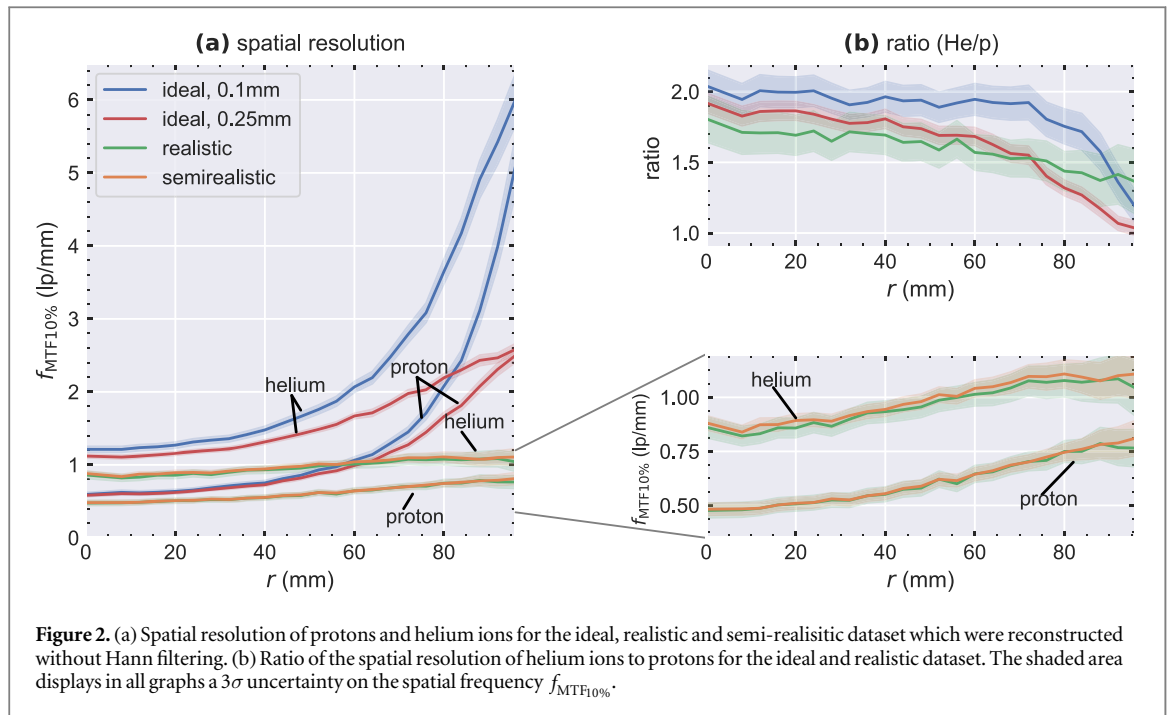 (a) spatial resolution
ideal, 0.1mm
ideal, 0.25mm
realistic
semirealistic
6
5
4
3
2
1
0
f_MTF10% (lp/mm)
helium
proton
helium
proton
0 20 40 60 80
r (mm)
(b) ratio (He/p)
2.0
1.5
1.0
ratio
0 20 40 60 80
r (mm)
1.00
0.75
0.50
f_MTF10% (lp/mm)
helium
proton
0 20 40 60 80
r (mm)
Figure 2. (a) Spatial resolution of protons and helium ions for the ideal, realistic and semi-realisitic dataset which were reconstructed
without Hann filtering. (b) Ratio of the spatial resolution of helium ions to protons for the ideal and realistic dataset. The shaded area
displays in all graphs a 3σ uncertainty on the spatial frequency f_MTF10%.